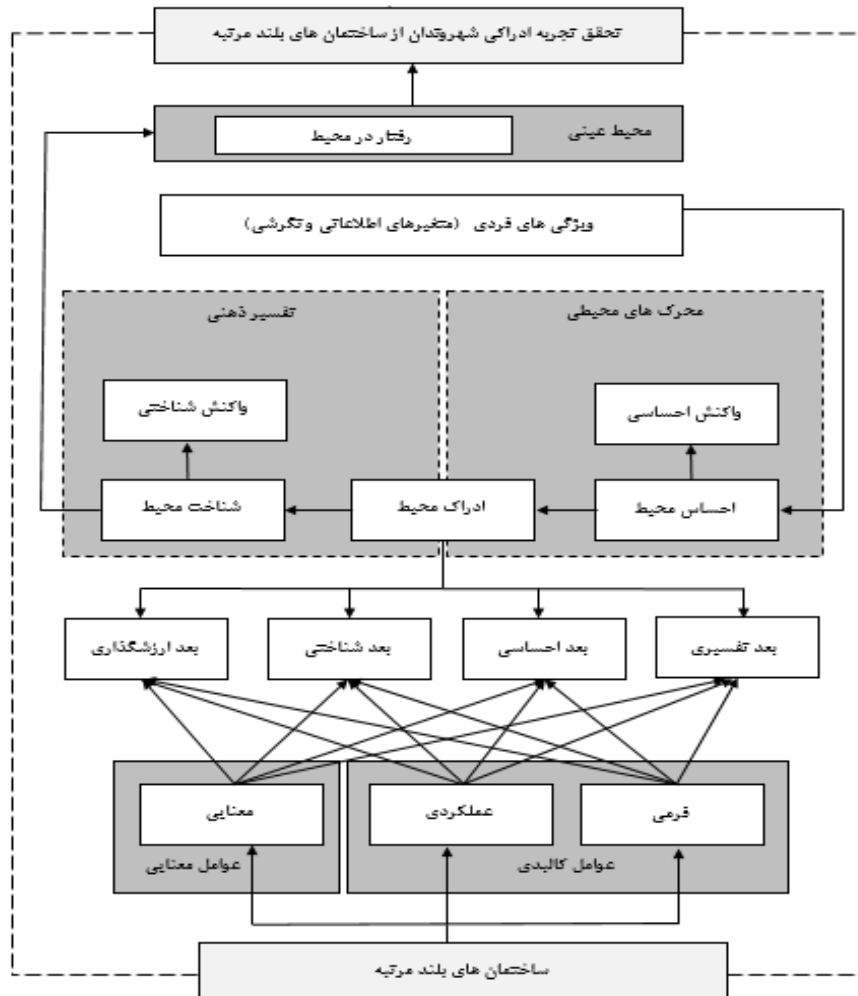 تحقق تجربه ادراکی شهروندان از ساختمان های بلند مرتبه
محیط عینی
رفتار در محیط
ویژگی های فردی (متغیرهای اطلاعاتی و نگرشی)
محرک های محیطی
تفسیر ذهنی
واکنش احساسی
واکنش شناختی
احساس محیط
ادراک محیط
شناخت محیط
بعد تفسیری
بعد احساسی
بعد شناختی
بعد ارزشگذاری
فرمی
عملکردی
معنایی
عوامل کالبدی
عوامل معنایی
ساختمان های بلند مرتبه